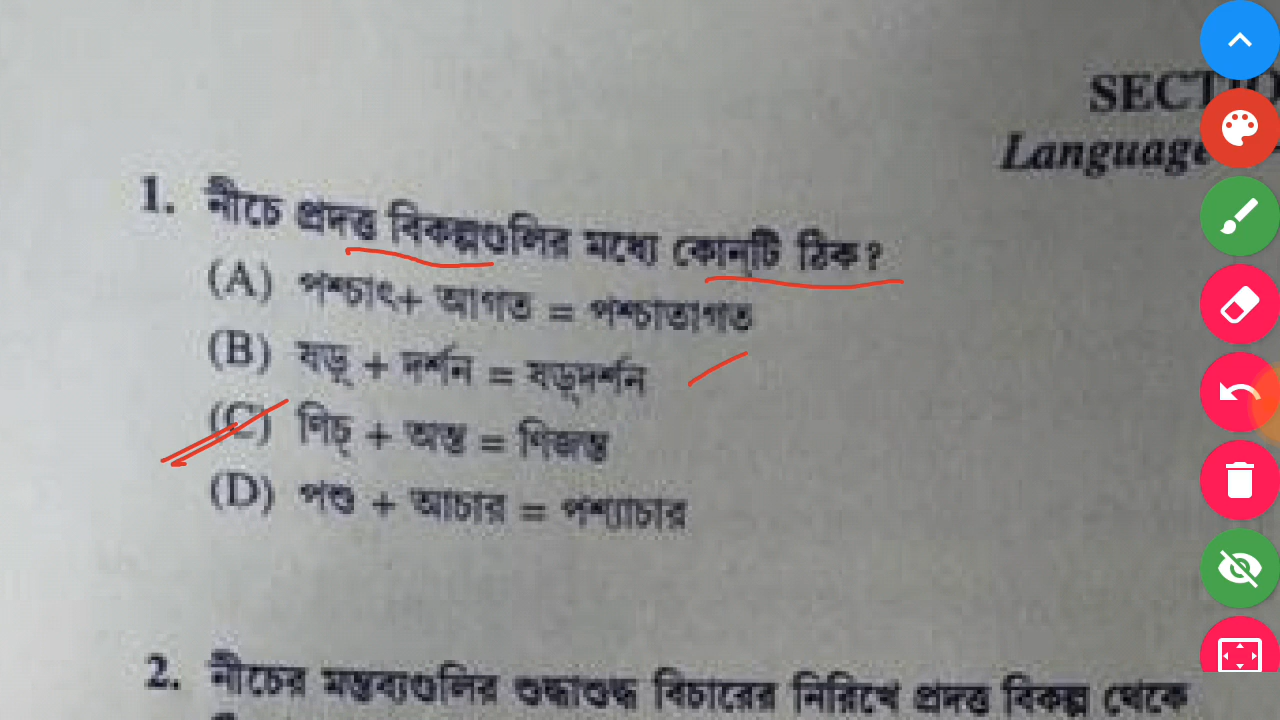 SECTIO
Language
1. নীচে প্রদত্ত বিকল্পগুলির মধ্যে কোন্‌টি ঠিক?
(A) পশ্চাৎ+ আগত = পশ্চাতাগত
(B) ষড়্ + দর্শন = ষড়্‌দর্শন
(C) ণিচ্ + অন্ত = ণিজন্ত
(D) পশু + আচার = পশ্যাচার
2. নীচের মন্তব্যগুলির শুদ্ধাশুদ্ধ বিচারের নিরিখে প্রদত্ত বিকল্প থেকে